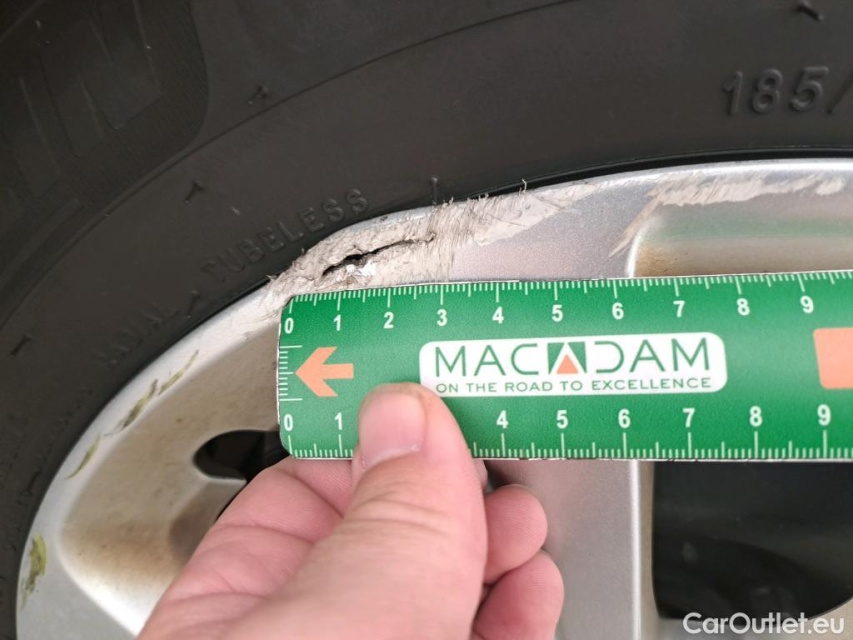 185/
TUBELESS
0 1 2 3 4 5 6 7 8 9
MACADAM
ON THE ROAD TO EXCELLENCE
0 1 4 5 6 7 8 9
CarOutlet.eu